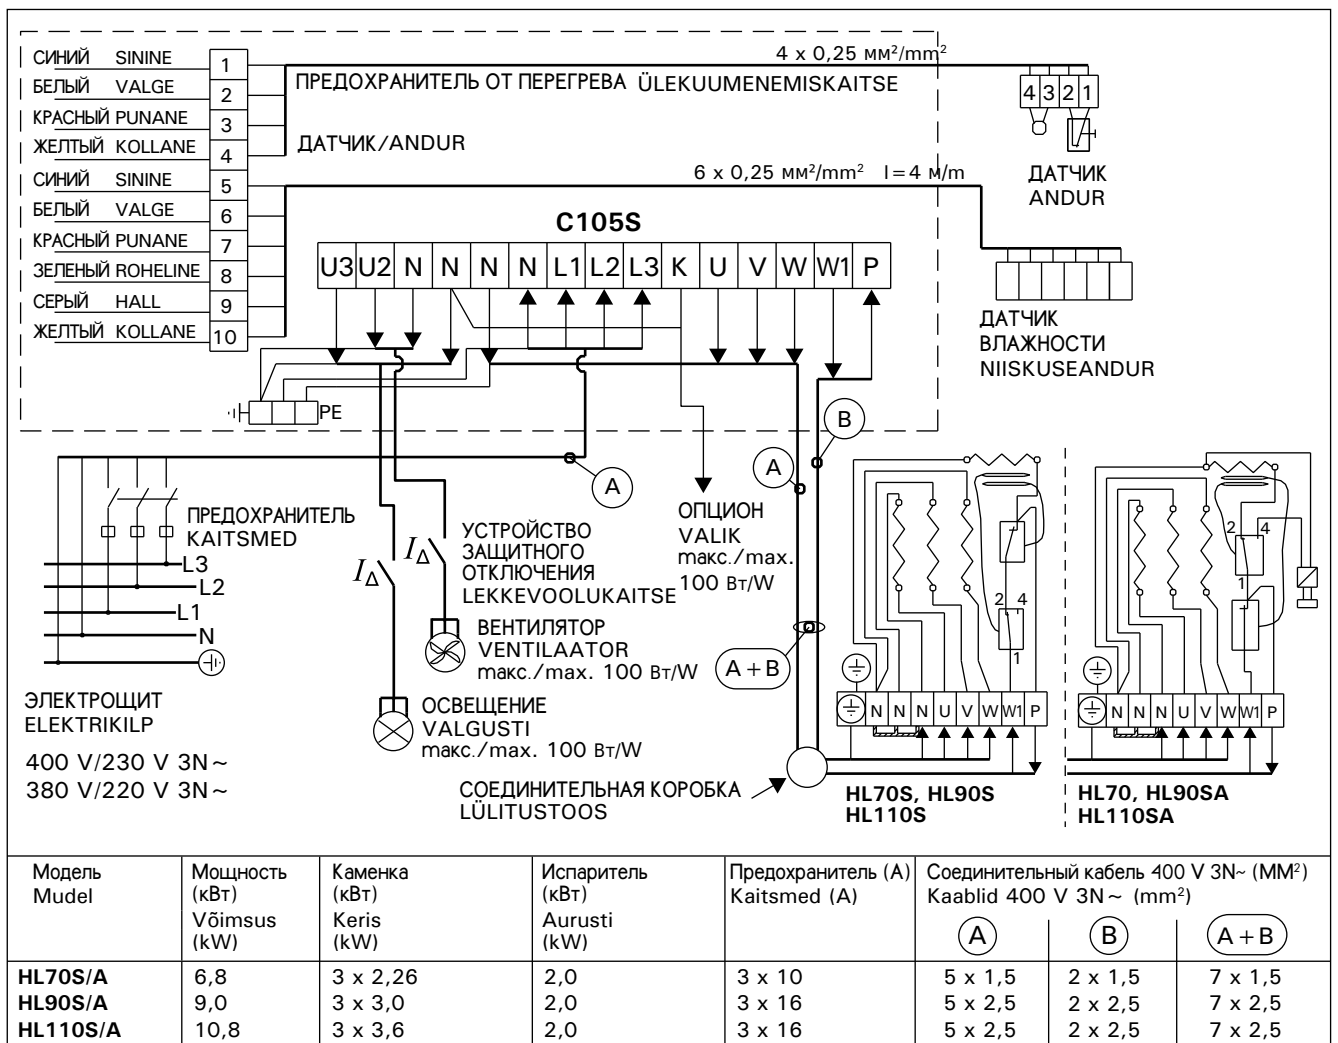 СИНИЙ SININE 1
БЕЛЫЙ VALGE 2
КРАСНЫЙ PUNANE 3
ЖЕЛТЫЙ KOLLANE 4
СИНИЙ SININE 5
БЕЛЫЙ VALGE 6
КРАСНЫЙ PUNANE 7
ЗЕЛЕНЫЙ ROHELINE 8
СЕРЫЙ HALL 9
ЖЕЛТЫЙ KOLLANE 10
4 x 0,25 мм²/mm²
ПРЕДОХРАНИТЕЛЬ ОТ ПЕРЕГРЕВА ÜLEKUUMENEMISKAITSE
ДАТЧИК/ANDUR
4 3 2 1
ДАТЧИК
ANDUR
6 x 0,25 мм²/mm² l=4 м/m
C105S
U3 U2 N N N N L1 L2 L3 K U V W W1 P
ДАТЧИК
ВЛАЖНОСТИ
NIISKUSEANDUR
PE
A
B
A
ПРЕДОХРАНИТЕЛЬ
KAITSMED
L3
L2
L1
N
ЭЛЕКТРОЩИТ
ELEKTRIKILP
400 V/230 V 3N~
380 V/220 V 3N~
IΔ
IΔ
УСТРОЙСТВО
ЗАЩИТНОГО
ОТКЛЮЧЕНИЯ
LEKKEVOOLUKAITSE
ВЕНТИЛЯТОР
VENTILAATOR
макс./max. 100 Вт/W
ОСВЕЩЕНИЕ
VALGUSTI
макс./max. 100 Вт/W
ОПЦИОН
VALIK
макс./max.
100 Вт/W
A+B
СОЕДИНИТЕЛЬНАЯ КОРОБКА
LÜLITUSTOOS
2 4
1
N N N U V W W1 P
HL70S, HL90S
HL110S
2 4
1
N N N U V W W1 P
HL70, HL90SA
HL110SA
Модель Мощность Каменка Испаритель Предохранитель (А) Соединительный кабель 400 V 3N~ (ММ²)
Mudel (кВт) (кВт) (кВт) Kaitsmed (A) Kaablid 400 V 3N~ (mm²)
Võimsus Keris Aurusti
(kW) (kW) (kW) A B A+B
HL70S/A 6,8 3 x 2,26 2,0 3 x 10 5 x 1,5 2 x 1,5 7 x 1,5
HL90S/A 9,0 3 x 3,0 2,0 3 x 16 5 x 2,5 2 x 2,5 7 x 2,5
HL110S/A 10,8 3 x 3,6 2,0 3 x 16 5 x 2,5 2 x 2,5 7 x 2,5